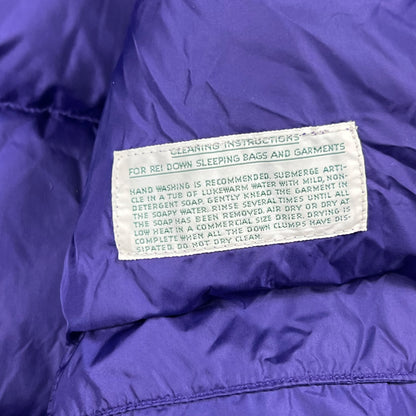 CLEANING INSTRUCTIONS
FOR REI DOWN SLEEPING BAGS AND GARMENTS
HAND WASHING IS RECOMMENDED. SUBMERGE ARTI-
CLE IN A TUB OF LUKEWARM WATER WITH MILD, NON-
DETERGENT SOAP. GENTLY KNEAD THE GARMENT IN
THE SOAPY WATER. RINSE SEVERAL TIMES UNTIL ALL
THE SOAP HAS BEEN REMOVED. AIR DRY OR DRY AT
LOW HEAT IN A COMMERCIAL SIZE DRIER. DRYING IS
COMPLETE WHEN ALL THE DOWN CLUMPS HAVE DIS
SIPATED. DO NOT DRY CLEAN.